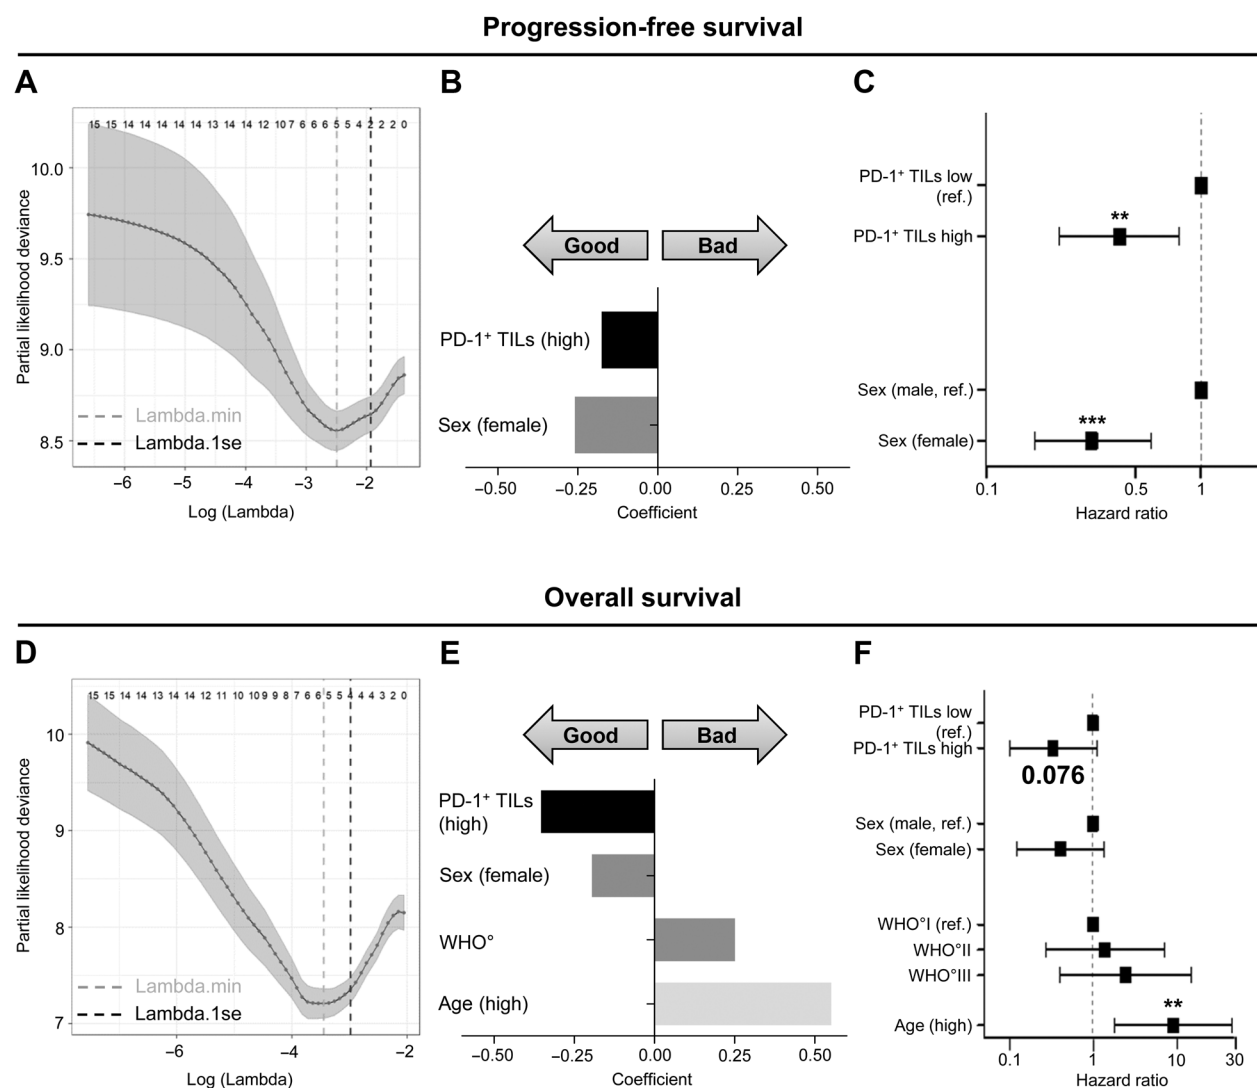 Progression-free survival
A
15 15 14 14 14 14 14 13 14 14 12 10 7 6 6 6 5 5 4 2 2 2 0
10.0
9.5
9.0
8.5
Partial likelihood deviance
Lambda.min
Lambda.1se
−6 −5 −4 −3 −2
Log (Lambda)
B
Good Bad
PD-1⁺ TILs (high)
Sex (female)
−0.50 −0.25 0.00 0.25 0.50
Coefficient
C
PD-1⁺ TILs low
(ref.)
**
PD-1⁺ TILs high
Sex (male, ref.)
***
Sex (female)
0.1 0.5 1
Hazard ratio
Overall survival
D
15 15 14 14 13 14 14 12 11 10 10 9 9 8 7 6 6 5 5 4 4 4 3 2 0
10
9
8
7
Partial likelihood deviance
Lambda.min
Lambda.1se
−6 −4 −2
Log (Lambda)
E
Good Bad
PD-1⁺ TILs
(high)
Sex (female)
WHO°
Age (high)
−0.50 −0.25 0.00 0.25 0.50
Coefficient
F
PD-1⁺ TILs low
(ref.)
PD-1⁺ TILs high
0.076
Sex (male, ref.)
Sex (female)
WHO°I (ref.)
WHO°II
WHO°III
**
Age (high)
0.1 1 10 30
Hazard ratio